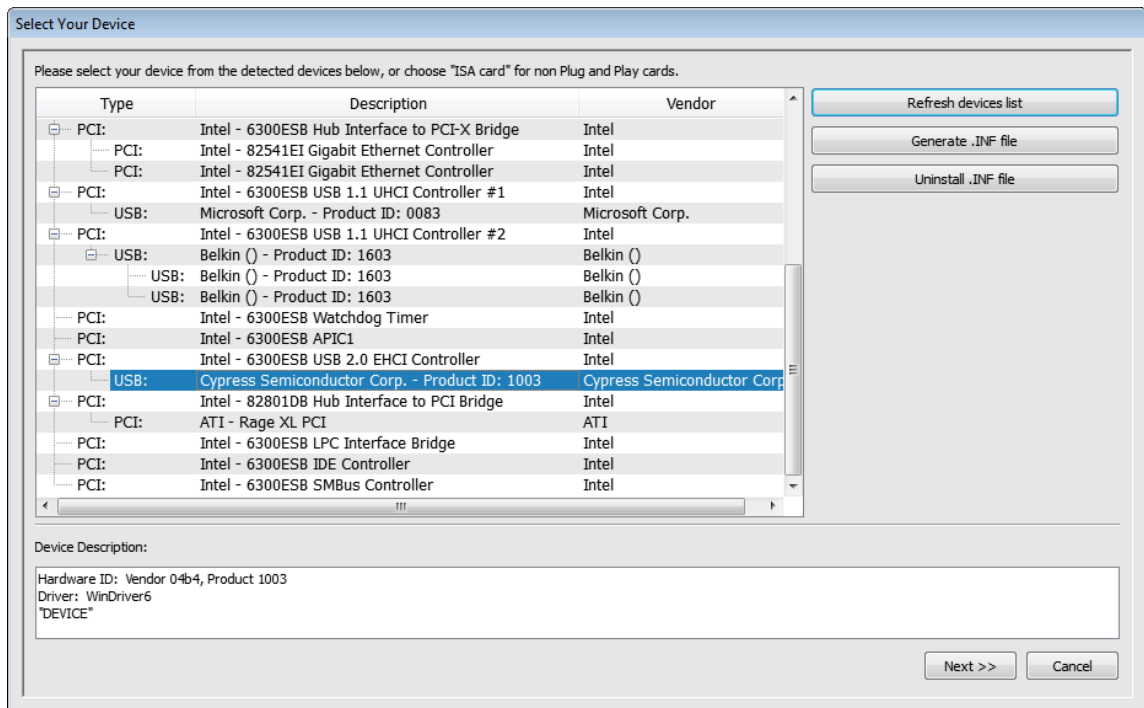 Select Your Device
Please select your device from the detected devices below, or choose "ISA card" for non Plug and Play cards.
Type Description Vendor
PCI: Intel - 6300ESB Hub Interface to PCI-X Bridge Intel
PCI: Intel - 82541EI Gigabit Ethernet Controller Intel
PCI: Intel - 82541EI Gigabit Ethernet Controller Intel
PCI: Intel - 6300ESB USB 1.1 UHCI Controller #1 Intel
USB: Microsoft Corp. - Product ID: 0083 Microsoft Corp.
PCI: Intel - 6300ESB USB 1.1 UHCI Controller #2 Intel
USB: Belkin () - Product ID: 1603 Belkin ()
USB: Belkin () - Product ID: 1603 Belkin ()
USB: Belkin () - Product ID: 1603 Belkin ()
PCI: Intel - 6300ESB Watchdog Timer Intel
PCI: Intel - 6300ESB APIC1 Intel
PCI: Intel - 6300ESB USB 2.0 EHCI Controller Intel
USB: Cypress Semiconductor Corp. - Product ID: 1003 Cypress Semiconductor Corp
PCI: Intel - 82801DB Hub Interface to PCI Bridge Intel
PCI: ATI - Rage XL PCI ATI
PCI: Intel - 6300ESB LPC Interface Bridge Intel
PCI: Intel - 6300ESB IDE Controller Intel
PCI: Intel - 6300ESB SMBus Controller Intel
Refresh devices list
Generate .INF file
Uninstall .INF file
Device Description:
Hardware ID: Vendor 04b4, Product 1003
Driver: WinDriver6
"DEVICE"
Next >> Cancel